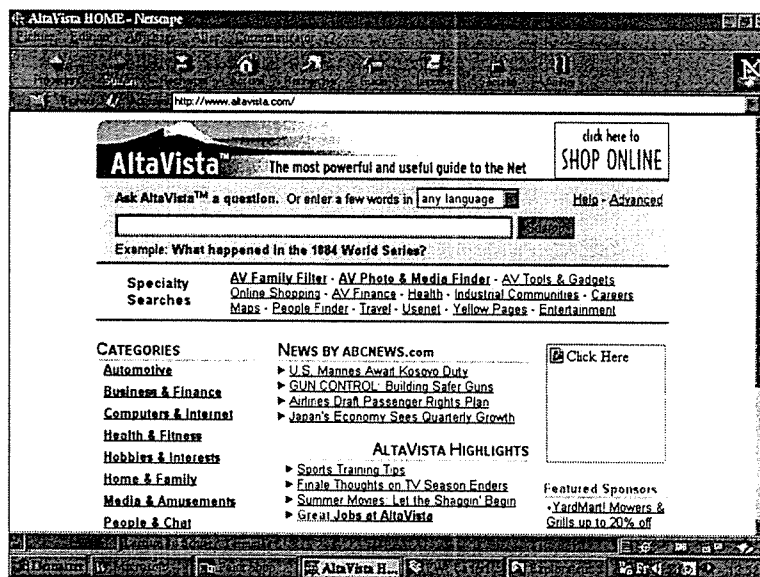 AltaVista HOME - Netscape
http://www.altavista.com/
AltaVista™ The most powerful and useful guide to the Net
click here to
SHOP ONLINE
Ask AltaVista™ a question. Or enter a few words in any language Help - Advanced
Example: What happened in the 1884 World Series?
Specialty Searches
AV Family Filter - AV Photo & Media Finder - AV Tools & Gadgets
Online Shopping - AV Finance - Health - Industrial Communities - Careers
Maps - People Finder - Travel - Usenet - Yellow Pages - Entertainment
CATEGORIES
Automotive
Business & Finance
Computers & Internet
Health & Fitness
Hobbies & Interests
Home & Family
Media & Amusements
People & Chat
NEWS BY ABCNEWS.com
U.S. Marines Await Kosovo Duty
GUN CONTROL: Building Safer Guns
Airlines Draft Passenger Rights Plan
Japan's Economy Sees Quarterly Growth
ALTAVISTA HIGHLIGHTS
Sports Training Tips
Finale Thoughts on TV Season Enders
Summer Movies: Let the Shaggin' Begin
Great Jobs at AltaVista
Click Here
Featured Sponsors
YardMart! Mowers &
Grills up to 20% off
AltaVista H...